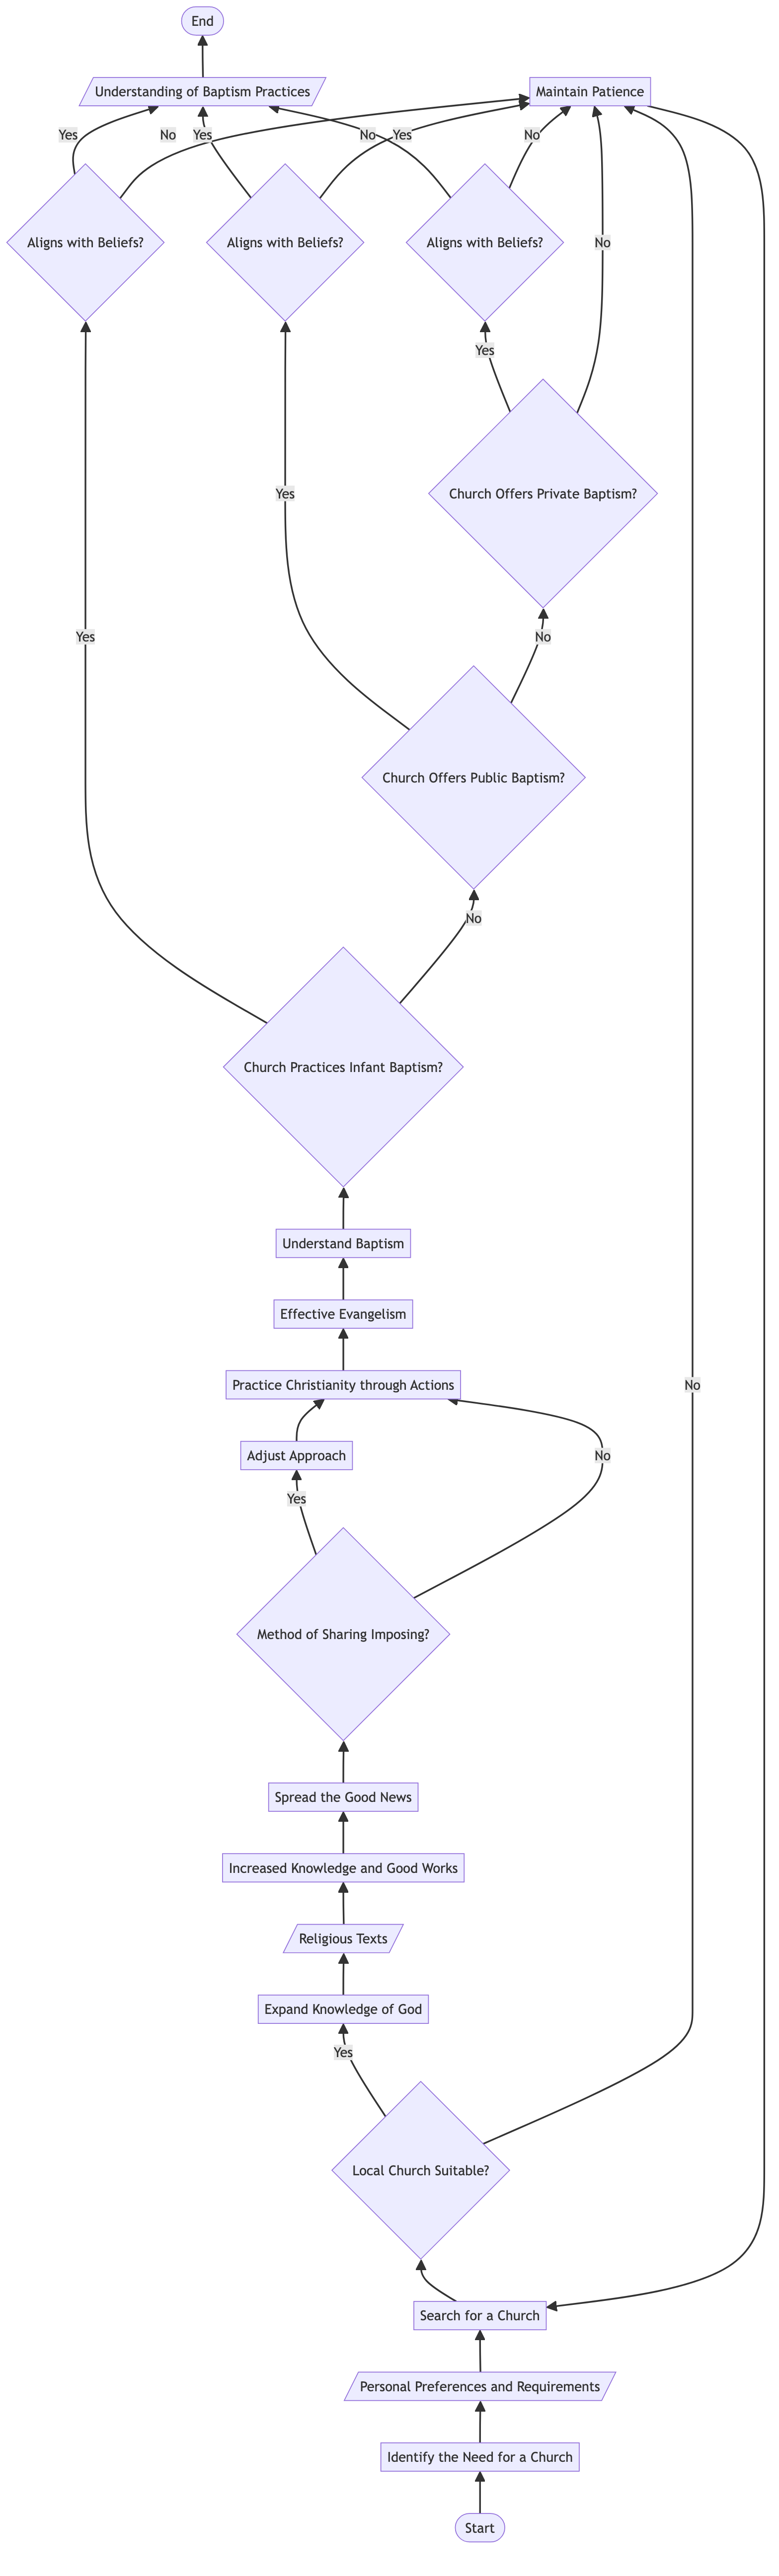 End
Understanding of Baptism Practices
Maintain Patience
Yes
No
Yes
No
Yes
No
Aligns with Beliefs?
Aligns with Beliefs?
Aligns with Beliefs?
No
Yes
Yes
Church Offers Private Baptism?
Yes
No
Church Offers Public Baptism?
No
Church Practices Infant Baptism?
Understand Baptism
Effective Evangelism
Practice Christianity through Actions
No
Adjust Approach
No
Yes
Method of Sharing Imposing?
Spread the Good News
Increased Knowledge and Good Works
Religious Texts
Expand Knowledge of God
Yes
Local Church Suitable?
Search for a Church
Personal Preferences and Requirements
Identify the Need for a Church
Start